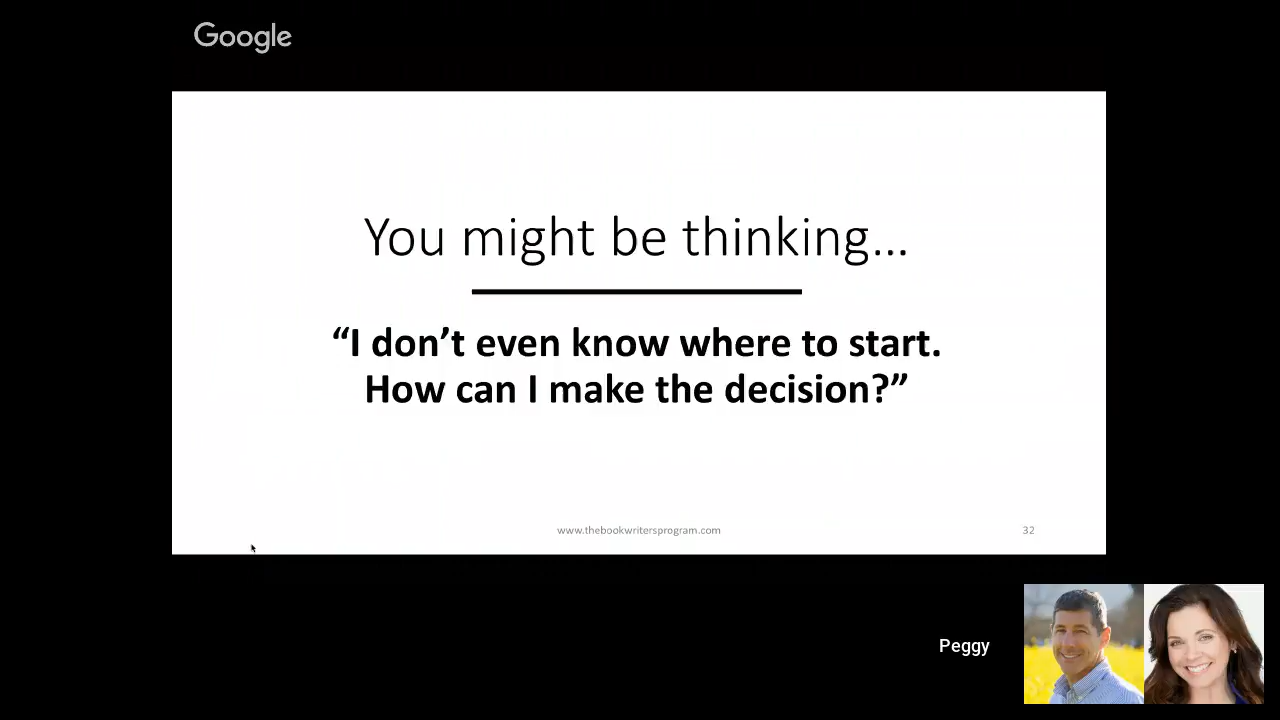 Google
You might be thinking…
“I don’t even know where to start.
How can I make the decision?”
www.thebookwritersprogram.com
32
Peggy